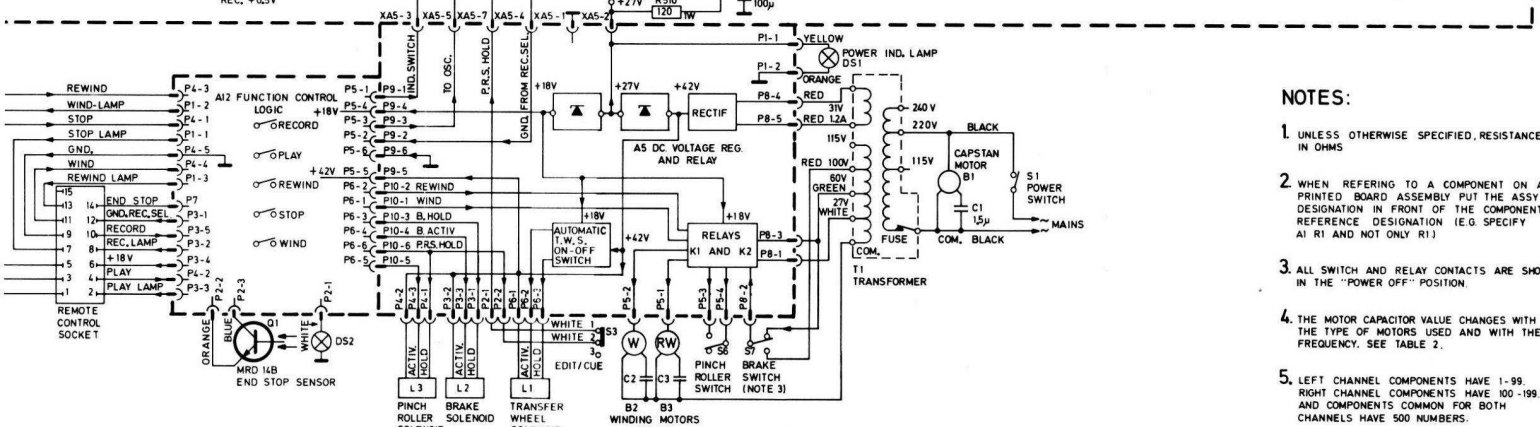 REC. +0.5V
+27V
R510
120
1W
100µ
XA5-3
XA5-5
XA5-7
XA5-4
XA5-1
XA5-2
IND. SWITCH
TO OSC.
P.R.S. HOLD
GND. FROM REC.SEL.
P1-1
YELLOW
POWER IND. LAMP
DS1
P1-2
ORANGE
REWIND
P4-3
WIND-LAMP
P1-2
STOP
P4-1
STOP LAMP
P1-1
GND.
P4-5
WIND
P4-4
REWIND LAMP
P1-3
A12 FUNCTION CONTROL
LOGIC
RECORD
PLAY
REWIND
STOP
WIND
P5-1 P9-1
+18V P5-4 P9-4
P5-3 P9-3
P5-2 P9-2
P5-6 P9-6
+42V P5-5 P9-5
P6-2 P10-2 REWIND
P6-1 P10-1 WIND
P6-3 P10-3 B.HOLD
P6-4 P10-4 B.ACTIV
P6-6 P10-6 P.R.S.HOLD
P6-5 P10-5
+18V
+27V
+42V
RECTIF
A5 DC. VOLTAGE REG.
AND RELAY
P8-4 RED
31V
P8-5 RED 1.2A
115V
RED 100V
60V
GREEN
27V
WHITE
COM.
240 V
220V
115V
BLACK
CAPSTAN
MOTOR
B1
C1
1,5µ
S1
POWER
SWITCH
MAINS
FUSE
COM. BLACK
T1
TRANSFORMER
+18V
AUTOMATIC
T.W.S.
ON-OFF
SWITCH
+42V
+18V
RELAYS
K1 AND K2
P8-3
P8-1
15
13 14 END STOP P7
11 12 GND.REC.SEL P3-1
9 10 RECORD P3-5
7 8 REC.LAMP P3-2
5 6 +18V P3-4
3 4 PLAY P4-2
1 2 PLAY LAMP P3-3
REMOTE
CONTROL
SOCKET
P2-2
P2-3
P2-1
ORANGE
BLUE
WHITE
Q1
DS2
MRD 14B
END STOP SENSOR
P4-2
P4-3
P4-1
P3-2
P3-3
P3-1
P2-1
P2-2
P6-1
P6-2
P6-3
P5-2
P5-1
P5-3
P5-4
P8-2
WHITE 1
WHITE 2
3
S3
EDIT/CUE
ACTIV.
HOLD
ACTIV.
HOLD
ACTIV.
HOLD
L3
L2
L1
PINCH
ROLLER
BRAKE
SOLENOID
TRANSFER
WHEEL
W
RW
C2
C3
B2
B3
WINDING MOTORS
S6
PINCH
ROLLER
SWITCH
S7
BRAKE
SWITCH
(NOTE 3)
NOTES:
1. UNLESS OTHERWISE SPECIFIED, RESISTANCE
IN OHMS
2. WHEN REFERING TO A COMPONENT ON A
PRINTED BOARD ASSEMBLY PUT THE ASSY
DESIGNATION IN FRONT OF THE COMPONENT
REFERENCE DESIGNATION (E.G. SPECIFY
A1 R1 AND NOT ONLY R1.)
3. ALL SWITCH AND RELAY CONTACTS ARE SHO
IN THE "POWER OFF" POSITION.
4. THE MOTOR CAPACITOR VALUE CHANGES WITH
THE TYPE OF MOTORS USED AND WITH THE
FREQUENCY. SEE TABLE 2.
5. LEFT CHANNEL COMPONENTS HAVE 1-99.
RIGHT CHANNEL COMPONENTS HAVE 100-199.
AND COMPONENTS COMMON FOR BOTH
CHANNELS HAVE 500 NUMBERS.